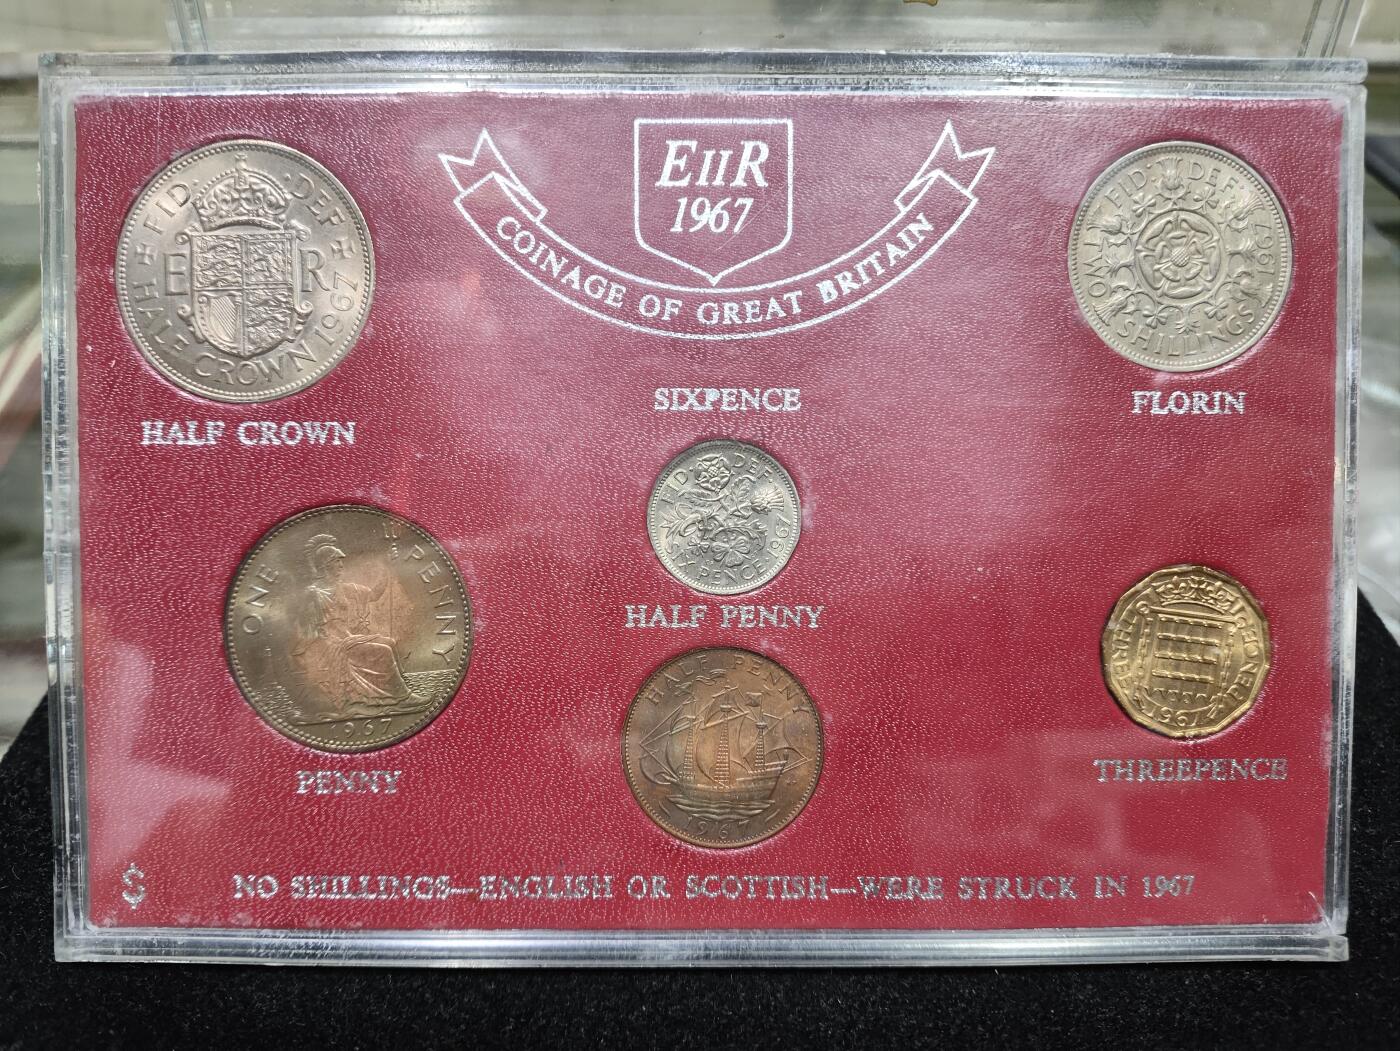 EIIR
1967
COINAGE OF GREAT BRITAIN
FID · DEF
E R
HALF CROWN 1967
HALF CROWN
FID · DEF
1967
TWO SHILLINGS
FLORIN
SIXPENCE
FID DEF
1967
SIX PENCE
ONE PENNY
1967
PENNY
HALF PENNY
HALF PENNY
1967
THREE PENCE
1967
THREEPENCE
$
NO SHILLINGS—ENGLISH OR SCOTTISH—WERE STRUCK IN 1967